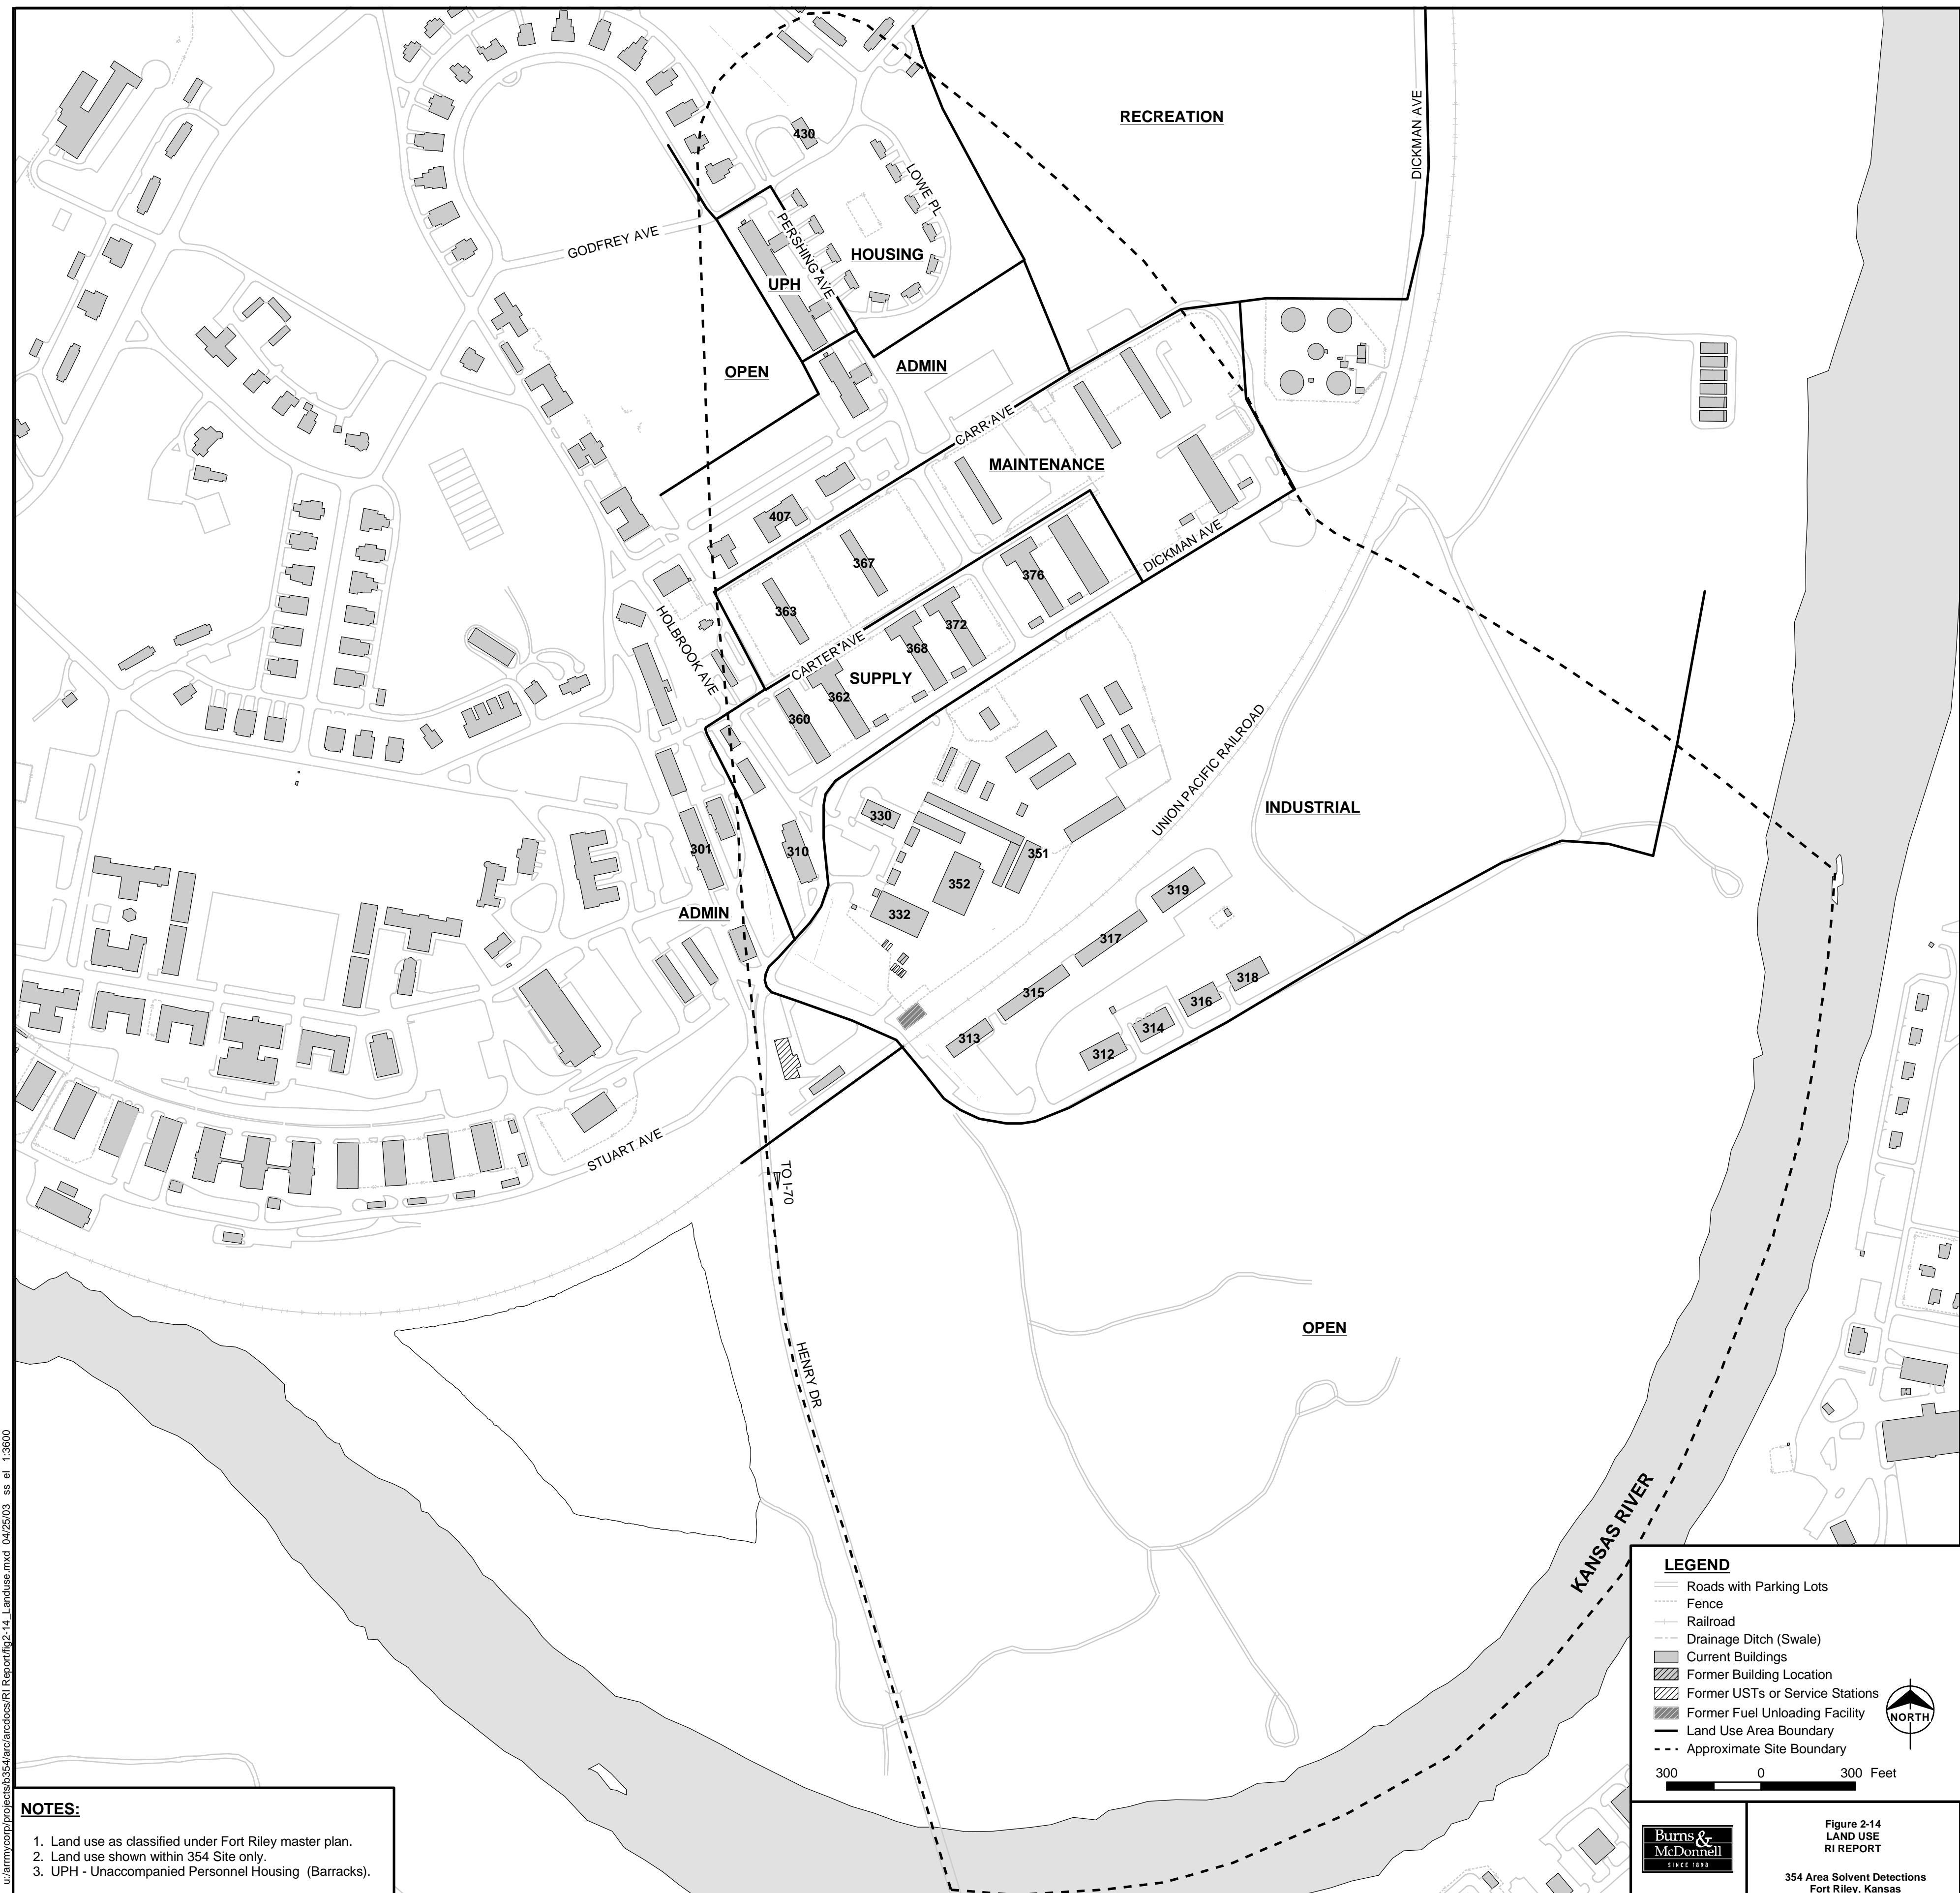 RECREATION
DICKMAN AVE
430
LOWE PL
PERSHING AVE
GODFREY AVE
HOUSING
UPH
OPEN
ADMIN
CARR AVE
MAINTENANCE
407
367
376
DICKMAN AVE
363
HOLBROOK AVE
372
368
CARTER AVE
SUPPLY
362
360
UNION PACIFIC RAILROAD
INDUSTRIAL
330
301
310
351
352
319
ADMIN
332
317
318
315
316
314
313
312
STUART AVE
TO I-70
OPEN
HENRY DR
KANSAS RIVER
LEGEND
Roads with Parking Lots
Fence
Railroad
Drainage Ditch (Swale)
Current Buildings
Former Building Location
Former USTs or Service Stations
Former Fuel Unloading Facility
Land Use Area Boundary
Approximate Site Boundary
NORTH
300 0 300 Feet
NOTES:
1. Land use as classified under Fort Riley master plan.
2. Land use shown within 354 Site only.
3. UPH - Unaccompanied Personnel Housing (Barracks).
Burns &
McDonnell
SINCE 1898
Figure 2-14
LAND USE
RI REPORT
354 Area Solvent Detections
Fort Riley, Kansas
u:/armycorp/projects/b354/arc/arcdocs/RI Report/fig2-14_Landuse.mxd 04/25/03 ss el 1:3600